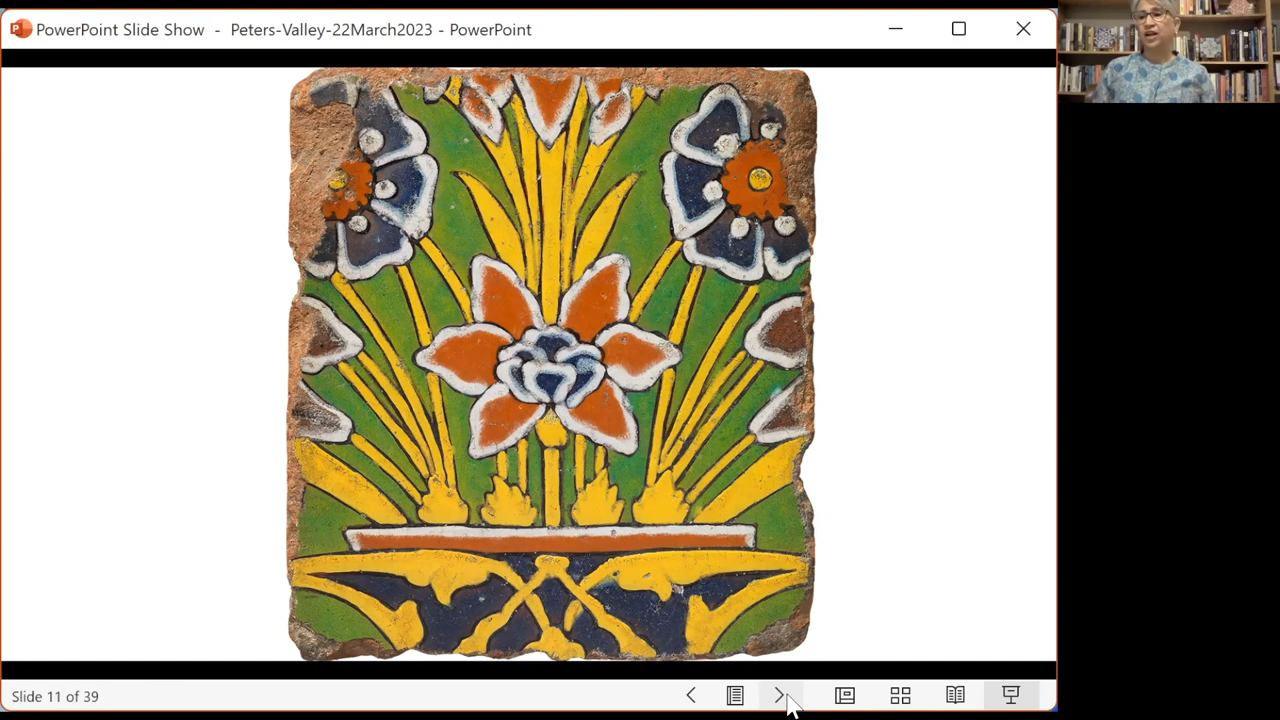 PowerPoint Slide Show - Peters-Valley-22March2023 - PowerPoint
Slide 11 of 39